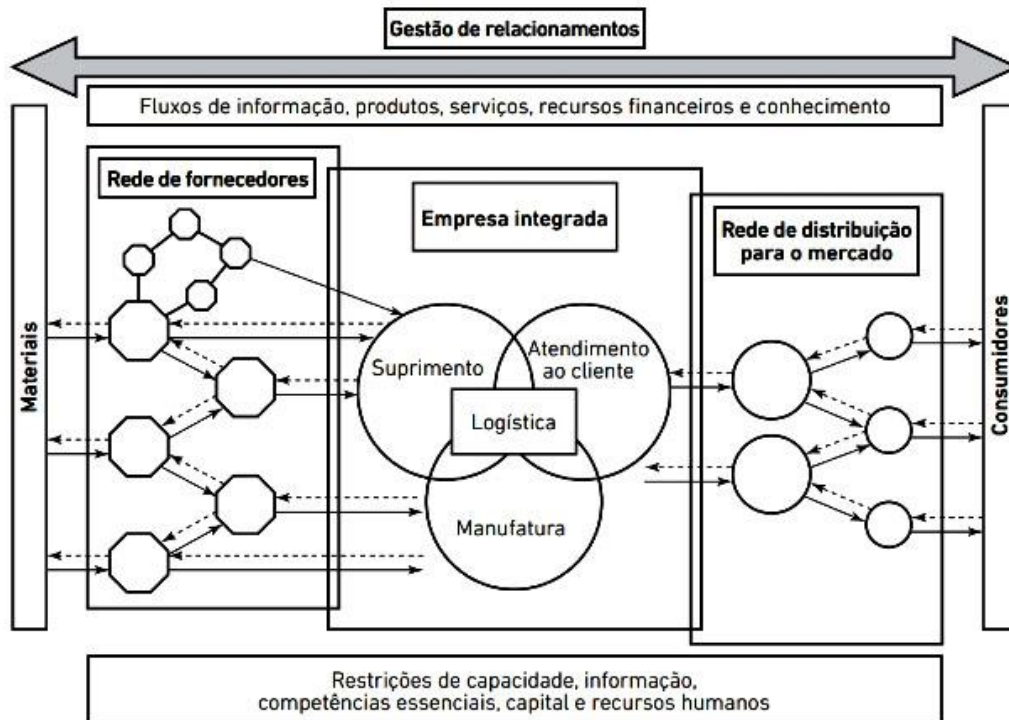 Gestão de relacionamentos
Fluxos de informação, produtos, serviços, recursos financeiros e conhecimento
Rede de fornecedores
Empresa integrada
Rede de distribuição
para o mercado
Materiais
Suprimento
Atendimento
ao cliente
Logística
Manufatura
Consumidores
Restrições de capacidade, informação,
competências essenciais, capital e recursos humanos